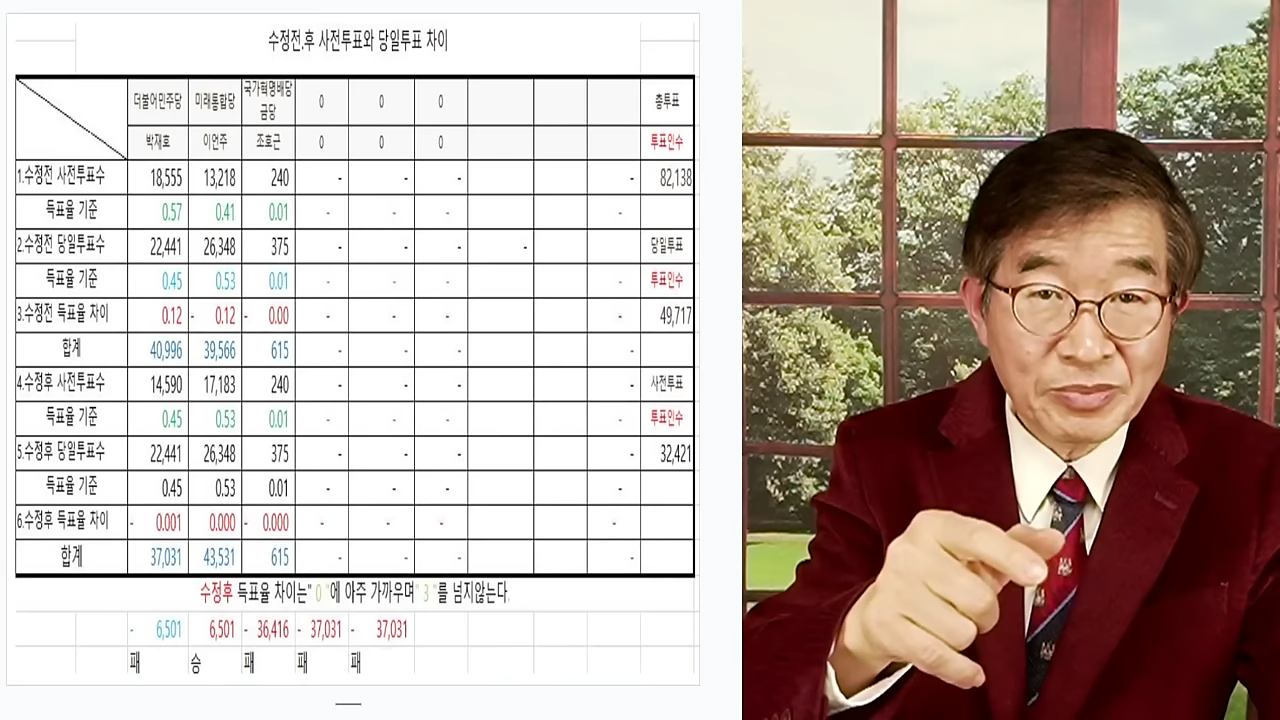 수정전.후 사전투표와 당일투표 차이
더불어민주당 미래통합당 국가혁명배당금당 0 0 0 총투표
박재호 이언주 조호근 0 0 0 투표인수
1.수정전 사전투표수 18,555 13,218 240 - - - - 82,138
득표율 기준 0.57 0.41 0.01 - - - -
2.수정전 당일투표수 22,441 26,348 375 - - - - 당일투표
득표율 기준 0.45 0.53 0.01 - - - - 투표인수
3.수정전 득표율 차이 0.12 - 0.12 - 0.00 - - - - 49,717
합계 40,996 39,566 615 - - - -
4.수정후 사전투표수 14,590 17,183 240 - - - - 사전투표
득표율 기준 0.45 0.53 0.01 - - - - 투표인수
5.수정후 당일투표수 22,441 26,348 375 - - - - 32,421
득표율 기준 0.45 0.53 0.01 - - - -
6.수정후 득표율 차이 - 0.001 0.000 - 0.000 - - - -
합계 37,031 43,531 615 - - - -
수정후 득표율 차이는" 0 "에 아주 가까우며" 3 "를 넘지않는다.
- 6,501 6,501 - 36,416 - 37,031 - 37,031
패 승 패 패 패